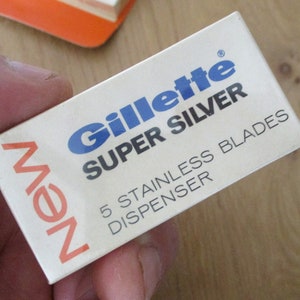 NEW
Gillette®
SUPER SILVER
5 STAINLESS BLADES
DISPENSER